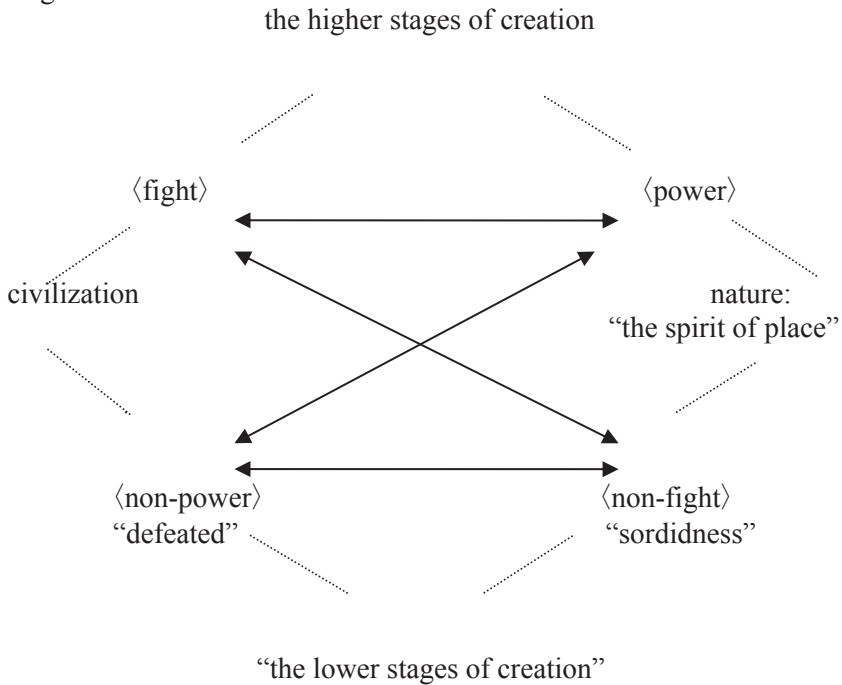 the higher stages of creation
〈fight〉
〈power〉
civilization
nature:
“the spirit of place”
〈non-power〉
“defeated”
〈non-fight〉
“sordidness”
“the lower stages of creation”